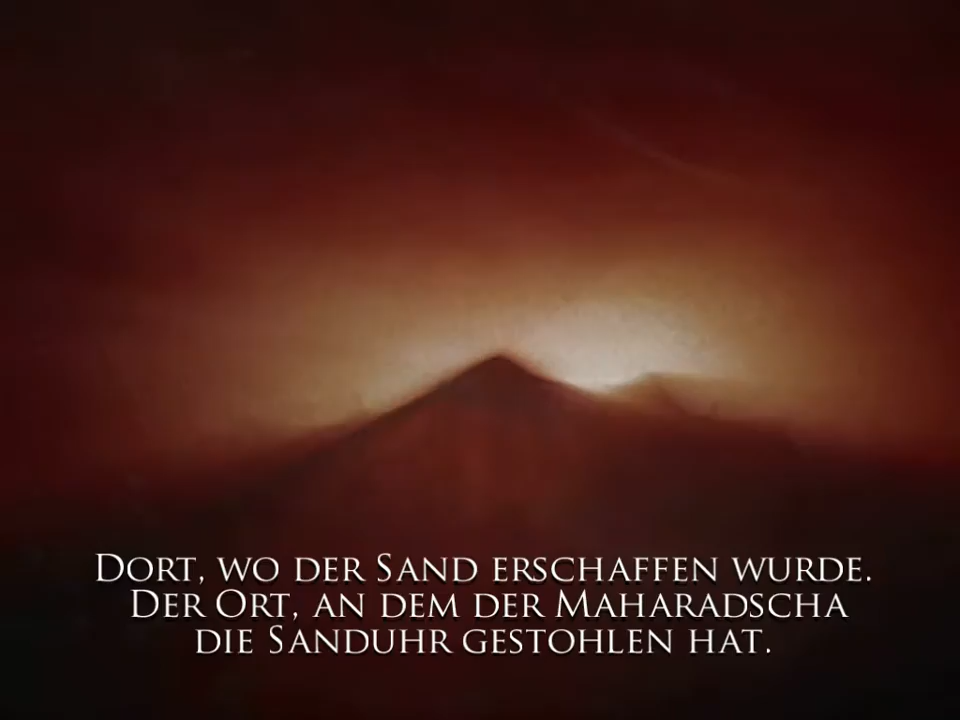 Dort, wo der Sand erschaffen wurde.
Der Ort, an dem der Maharadscha
die Sanduhr gestohlen hat.